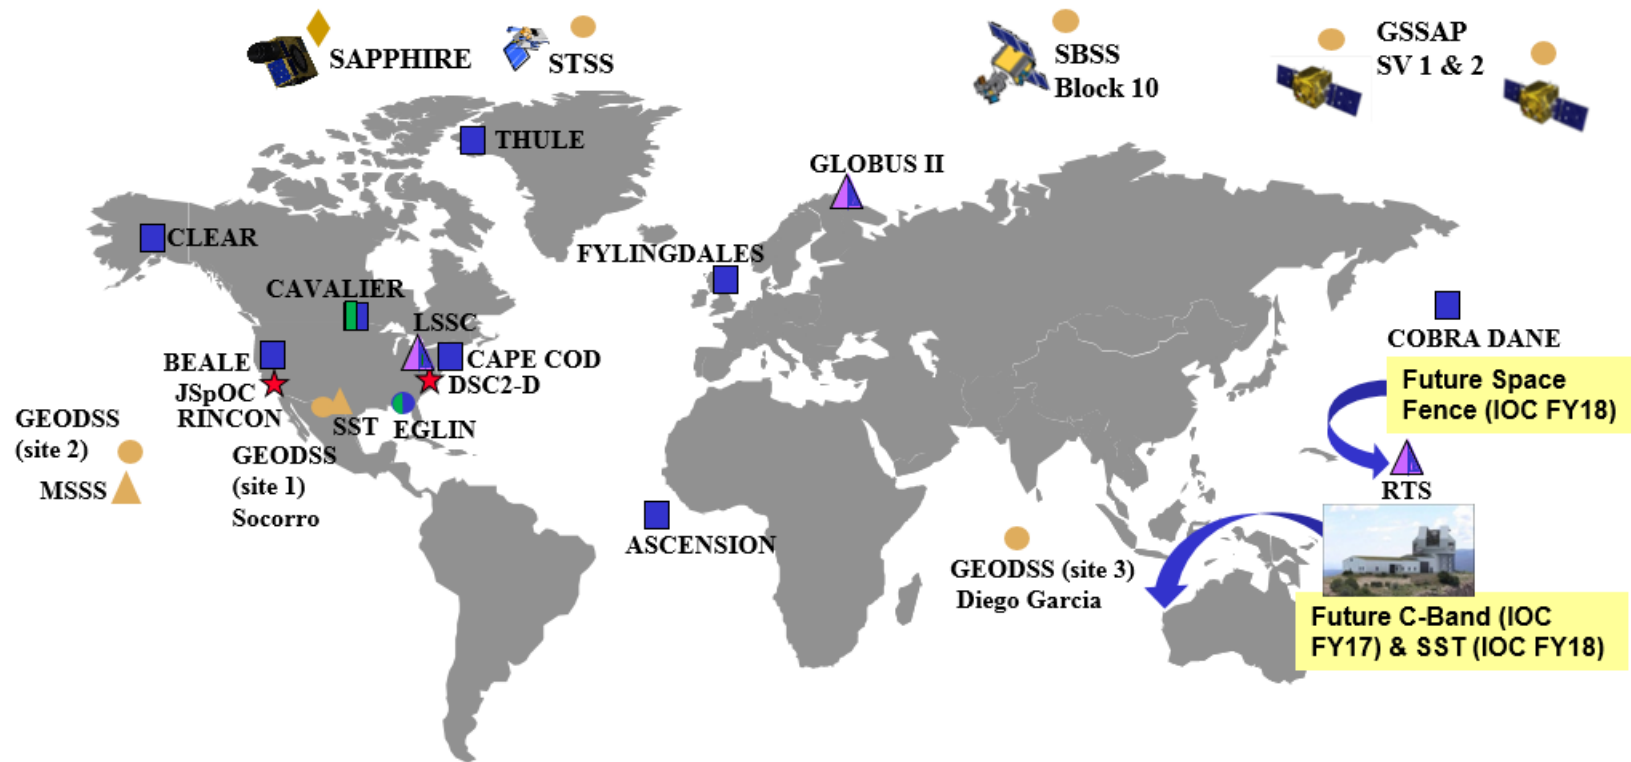 SAPPHIRE
STSS
SBSS
Block 10
GSSAP
SV 1 & 2
THULE
GLOBUS II
CLEAR
FYLINGDALES
CAVALIER
LSSC
COBRA DANE
BEALE
CAPE COD
JSpOC
DSC2-D
RINCON
SST
EGLIN
GEODSS
(site 2)
MSSS
GEODSS
(site 1)
Socorro
Future Space
Fence (IOC FY18)
RTS
ASCENSION
GEODSS (site 3)
Diego Garcia
Future C-Band (IOC
FY17) & SST (IOC FY18)